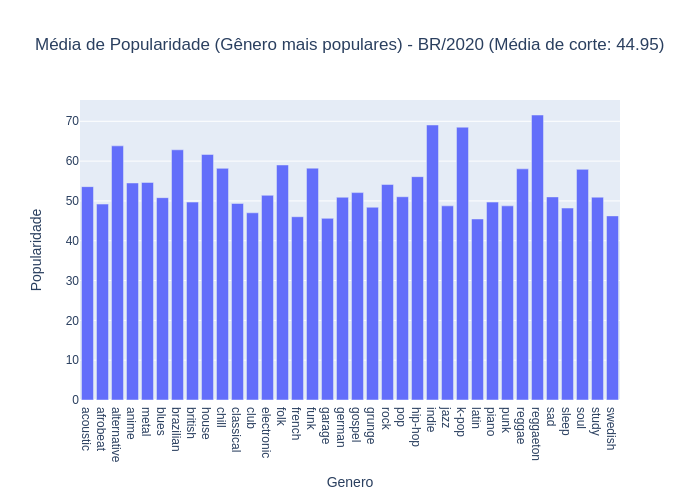 Média de Popularidade (Gênero mais populares) - BR/2020 (Média de corte: 44.95)
70
60
50
40
30
20
10
0
Popularidade
acoustic
afrobeat
alternative
anime
metal
blues
brazilian
british
house
chill
classical
club
electronic
folk
french
funk
garage
german
gospel
grunge
rock
pop
hip-hop
indie
jazz
k-pop
latin
piano
punk
reggae
reggaeton
sad
sleep
soul
study
swedish
Genero